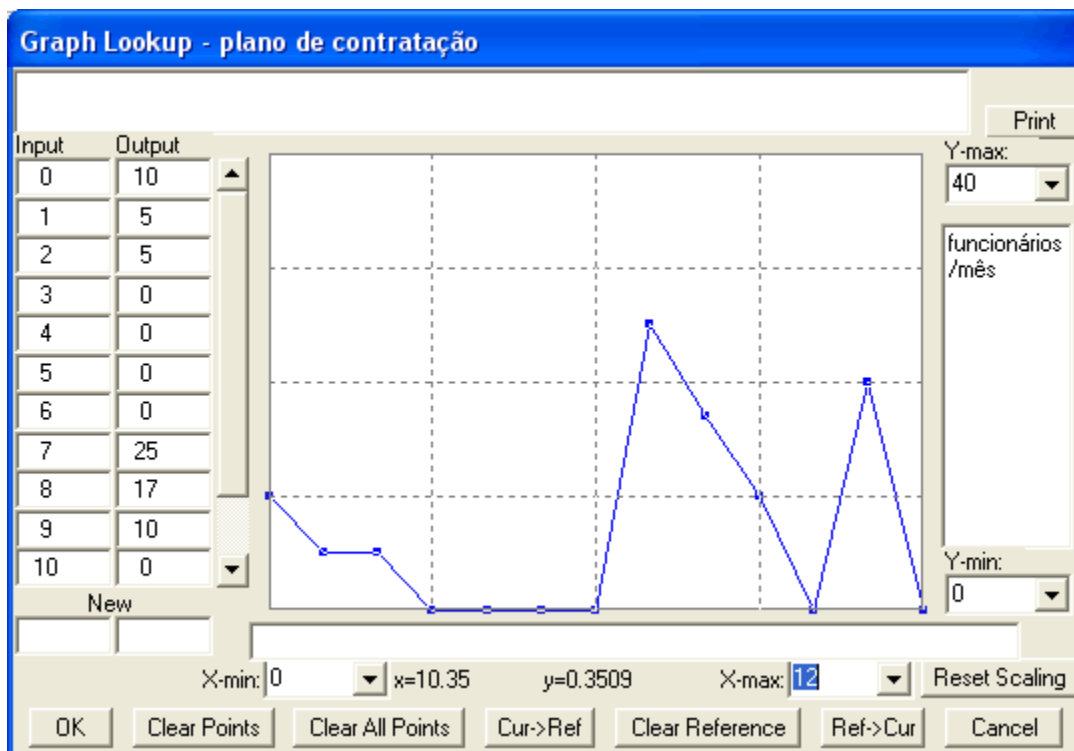 Graph Lookup - plano de contratação
Print
Input Output
Y-max:
0 10
40
1 5
2 5
funcionários
/mês
3 0
4 0
5 0
6 0
7 25
8 17
9 10
10 0
Y-min:
0
New
X-min: 0 x=10.35 y=0.3509 X-max: 12 Reset Scaling
OK Clear Points Clear All Points Cur->Ref Clear Reference Ref->Cur Cancel